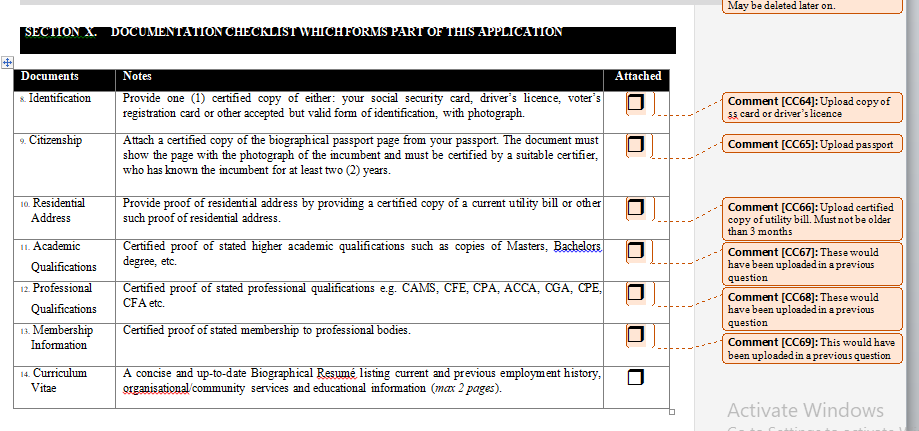 May be deleted later on.
SECTION X. DOCUMENTATION CHECKLIST WHICH FORMS PART OF THIS APPLICATION
Documents Notes Attached
8. Identification Provide one (1) certified copy of either: your social security card, driver's licence, voter's
registration card or other accepted but valid form of identification, with photograph.
Comment [CC64]: Upload copy of
ss card or driver's licence
9. Citizenship Attach a certified copy of the biographical passport page from your passport. The document must
show the page with the photograph of the incumbent and must be certified by a suitable certifier,
who has known the incumbent for at least two (2) years.
Comment [CC65]: Upload passport
10. Residential Provide proof of residential address by providing a certified copy of a current utility bill or other
Address such proof of residential address.
Comment [CC66]: Upload certified
copy of utility bill. Must not be older
than 3 months
11. Academic Certified proof of stated higher academic qualifications such as copies of Masters, Bachelors
Qualifications degree, etc.
Comment [CC67]: These would
have been uploaded in a previous
question
12. Professional Certified proof of stated professional qualifications e.g. CAMS, CFE, CPA, ACCA, CGA, CPE,
Qualifications CFA etc.
Comment [CC68]: These would
have been uploaded in a previous
question
13. Membership Certified proof of stated membership to professional bodies.
Information
Comment [CC69]: This would have
been uploaded in a previous question
14. Curriculum A concise and up-to-date Biographical Resumé listing current and previous employment history,
Vitae organisational/community services and educational information (max 2 pages).
Activate Windows